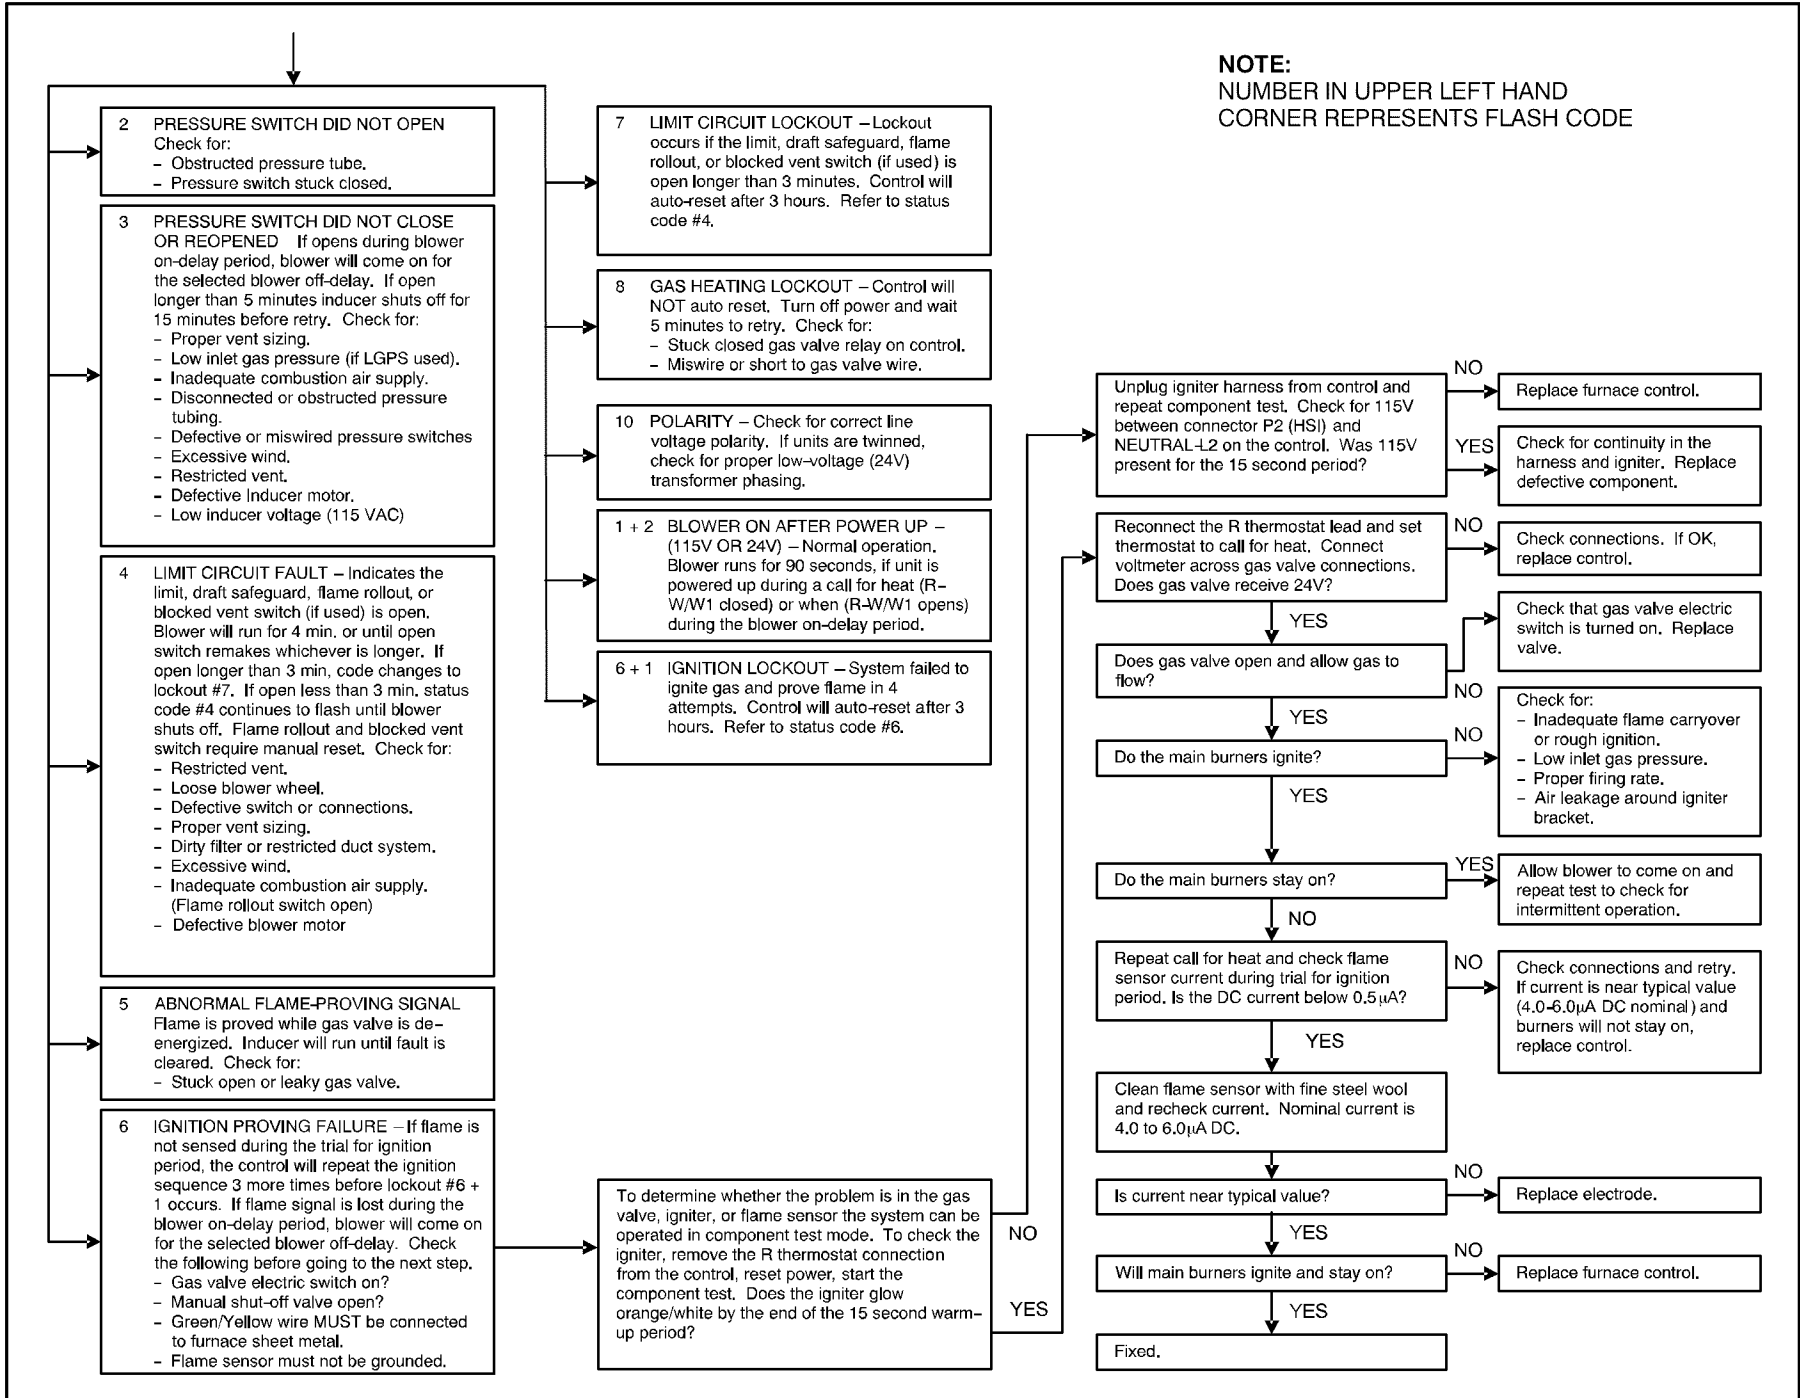 NOTE:
NUMBER IN UPPER LEFT HAND
CORNER REPRESENTS FLASH CODE
2 PRESSURE SWITCH DID NOT OPEN
Check for:
– Obstructed pressure tube.
– Pressure switch stuck closed.
3 PRESSURE SWITCH DID NOT CLOSE
OR REOPENED If opens during blower
on-delay period, blower will come on for
the selected blower off-delay. If open
longer than 5 minutes inducer shuts off for
15 minutes before retry. Check for:
– Proper vent sizing.
– Low inlet gas pressure (if LGPS used).
– Inadequate combustion air supply.
– Disconnected or obstructed pressure
tubing.
– Defective or miswired pressure switches
– Excessive wind.
– Restricted vent.
– Defective Inducer motor.
– Low inducer voltage (115 VAC)
4 LIMIT CIRCUIT FAULT – Indicates the
limit, draft safeguard, flame rollout, or
blocked vent switch (if used) is open.
Blower will run for 4 min. or until open
switch remakes whichever is longer. If
open longer than 3 min, code changes to
lockout #7. If open less than 3 min. status
code #4 continues to flash until blower
shuts off. Flame rollout and blocked vent
switch require manual reset. Check for:
– Restricted vent.
– Loose blower wheel.
– Defective switch or connections.
– Proper vent sizing.
– Dirty filter or restricted duct system.
– Excessive wind.
– Inadequate combustion air supply.
(Flame rollout switch open)
– Defective blower motor
5 ABNORMAL FLAME-PROVING SIGNAL
Flame is proved while gas valve is de–
energized. Inducer will run until fault is
cleared. Check for:
– Stuck open or leaky gas valve.
6 IGNITION PROVING FAILURE – If flame is
not sensed during the trial for ignition
period, the control will repeat the ignition
sequence 3 more times before lockout #6 +
1 occurs. If flame signal is lost during the
blower on-delay period, blower will come on
for the selected blower off-delay. Check
the following before going to the next step.
– Gas valve electric switch on?
– Manual shut-off valve open?
– Green/Yellow wire MUST be connected
to furnace sheet metal.
– Flame sensor must not be grounded.
7 LIMIT CIRCUIT LOCKOUT – Lockout
occurs if the limit, draft safeguard, flame
rollout, or blocked vent switch (if used) is
open longer than 3 minutes. Control will
auto-reset after 3 hours. Refer to status
code #4.
8 GAS HEATING LOCKOUT – Control will
NOT auto reset. Turn off power and wait
5 minutes to retry. Check for:
– Stuck closed gas valve relay on control.
– Miswire or short to gas valve wire.
10 POLARITY – Check for correct line
voltage polarity. If units are twinned,
check for proper low–voltage (24V)
transformer phasing.
1 + 2 BLOWER ON AFTER POWER UP –
(115V OR 24V) – Normal operation.
Blower runs for 90 seconds, if unit is
powered up during a call for heat (R–
W/W1 closed) or when (R–W/W1 opens)
during the blower on-delay period.
6 + 1 IGNITION LOCKOUT – System failed to
ignite gas and prove flame in 4
attempts. Control will auto-reset after 3
hours. Refer to status code #6.
To determine whether the problem is in the gas
valve, igniter, or flame sensor the system can be
operated in component test mode. To check the
igniter, remove the R thermostat connection
from the control, reset power, start the
component test. Does the igniter glow
orange/white by the end of the 15 second warm–
up period?
NO
YES
Unplug igniter harness from control and
repeat component test. Check for 115V
between connector P2 (HSI) and
NEUTRAL–L2 on the control. Was 115V
present for the 15 second period?
NO
Replace furnace control.
YES
Check for continuity in the
harness and igniter. Replace
defective component.
Reconnect the R thermostat lead and set
thermostat to call for heat. Connect
voltmeter across gas valve connections.
Does gas valve receive 24V?
NO
Check connections. If OK,
replace control.
YES
Does gas valve open and allow gas to
flow?
NO
Check that gas valve electric
switch is turned on. Replace
valve.
YES
Do the main burners ignite?
NO
Check for:
– Inadequate flame carryover
or rough ignition.
– Low inlet gas pressure.
– Proper firing rate.
– Air leakage around igniter
bracket.
YES
Do the main burners stay on?
YES
Allow blower to come on and
repeat test to check for
intermittent operation.
NO
Repeat call for heat and check flame
sensor current during trial for ignition
period. Is the DC current below 0.5 µA?
NO
Check connections and retry.
If current is near typical value
(4.0-6.0µA DC nominal) and
burners will not stay on,
replace control.
YES
Clean flame sensor with fine steel wool
and recheck current. Nominal current is
4.0 to 6.0µA DC.
Is current near typical value?
NO
Replace electrode.
YES
Will main burners ignite and stay on?
NO
Replace furnace control.
YES
Fixed.